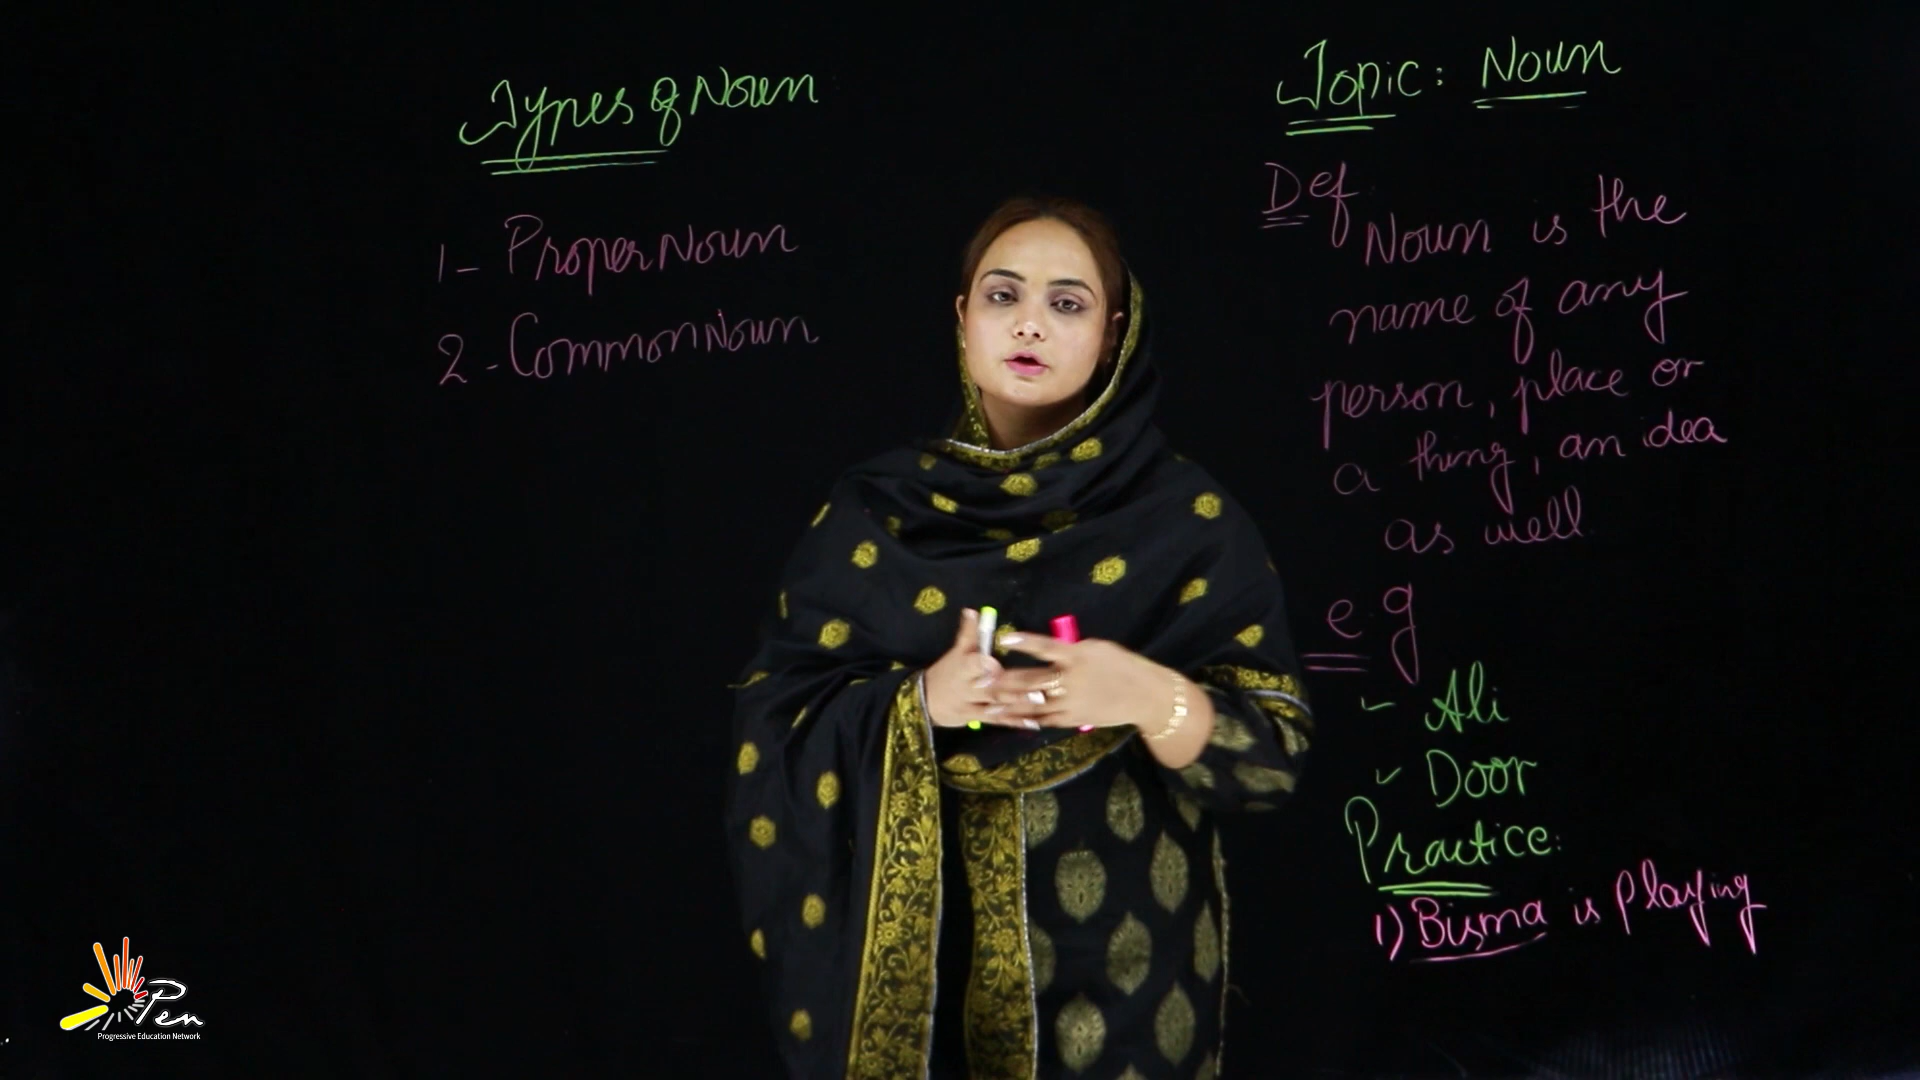 Types of Noun
1- Proper Noun
2- Common Noun
Topic: Noun
Def
Noun is the
name of any
person, place or
a thing, an idea
as well
e.g
Ali
Door
Practice:
1) Bisma is Playing
Pen
Progressive Education Network